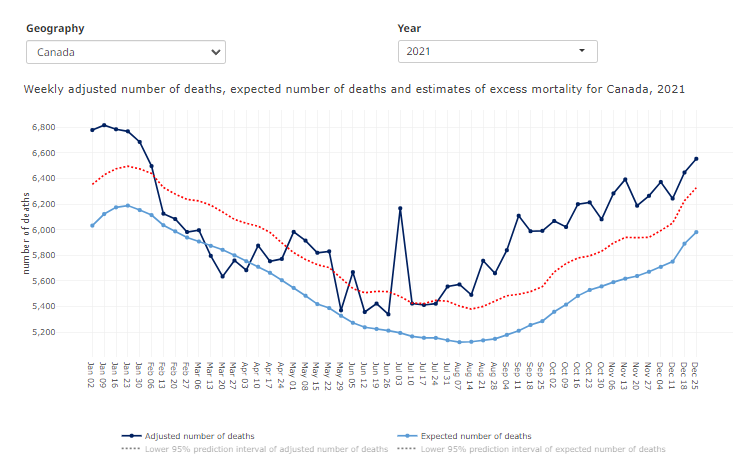 Geography Year
Canada 2021
Weekly adjusted number of deaths, expected number of deaths and estimates of excess mortality for Canada, 2021
number of deaths
6,800
6,600
6,400
6,200
6,000
5,800
5,600
5,400
5,200
Jan 02 Jan 09 Jan 16 Jan 23 Jan 30 Feb 06 Feb 13 Feb 20 Feb 27 Mar 06 Mar 13 Mar 20 Mar 27 Apr 03 Apr 10 Apr 17 Apr 24 May 01 May 08 May 15 May 22 May 29 Jun 05 Jun 12 Jun 19 Jun 26 Jul 03 Jul 10 Jul 17 Jul 24 Jul 31 Aug 07 Aug 14 Aug 21 Aug 28 Sep 04 Sep 11 Sep 18 Sep 25 Oct 02 Oct 09 Oct 16 Oct 23 Oct 30 Nov 06 Nov 13 Nov 20 Nov 27 Dec 04 Dec 11 Dec 18 Dec 25
Adjusted number of deaths Expected number of deaths
Lower 95% prediction interval of adjusted number of deaths Lower 95% prediction interval of expected number of deaths